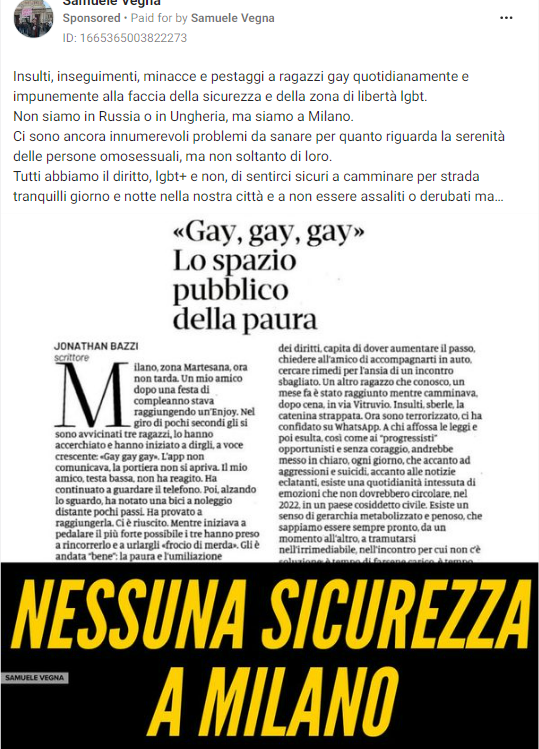 Samuele Vegna
Sponsored • Paid for by Samuele Vegna
ID: 1665365003822273
Insulti, inseguimenti, minacce e pestaggi a ragazzi gay quotidianamente e
impunemente alla faccia della sicurezza e della zona di libertà lgbt.
Non siamo in Russia o in Ungheria, ma siamo a Milano.
Ci sono ancora innumerevoli problemi da sanare per quanto riguarda la serenità
delle persone omosessuali, ma non soltanto di loro.
Tutti abbiamo il diritto, lgbt+ e non, di sentirci sicuri a camminare per strada
tranquilli giorno e notte nella nostra città e a non essere assaliti o derubati ma...
«Gay, gay, gay»
Lo spazio
pubblico
della paura
JONATHAN BAZZI
scrittore
Milano, zona Martesana, ora
non tarda. Un mio amico
dopo una festa di
compleanno stava
raggiungendo un'Enjoy. Nel
giro di pochi secondi gli si
sono avvicinati tre ragazzi, lo hanno
accerchiato e hanno iniziato a dirgli, a voce
crescente: «Gay gay gay». L'app non
comunicava, la portiera non si apriva. Il mio
amico, testa bassa, non ha reagito. Ha
continuato a guardare il telefono. Poi, alzando
lo sguardo, ha notato una bici a noleggio
distante pochi passi. Ha provato a
raggiungerla. Ci è riuscito. Mentre iniziava a
pedalare il più forte possibile i tre hanno preso
a rincorrerlo e a urlargli «frocio di merda». Gli è
andata "bene": la paura e l'umiliazione
dei diritti, capita di dover aumentare il passo,
chiedere all'amico di accompagnarti in auto,
cercare rimedi per l'ansia di un incontro
sbagliato. Un altro ragazzo che conosco, un
mese fa è stato raggiunto mentre camminava,
dopo cena, in via Vitruvio. Insulti, sberle, la
catenina strappata. Ora sono terrorizzato, ci ha
confidato su WhatsApp. A chi affossa le leggi e
poi esulta, così come ai "progressisti"
opportunisti e senza coraggio, andrebbe
messo in chiaro, ogni giorno, che accanto ad
aggressioni e suicidi, accanto alle notizie
eclatanti, esiste una quotidianità intessuta di
emozioni che non dovrebbero circolare, nel
2022, in un paese cosiddetto civile. Esiste un
senso di gerarchia metabolizzato e penoso, che
sappiamo essere sempre pronto, da un
momento all'altro, a tramutarsi
nell'irrimediabile, nell'incontro per cui non c'è
NESSUNA SICUREZZA
SAMUELE VEGNA
A MILANO